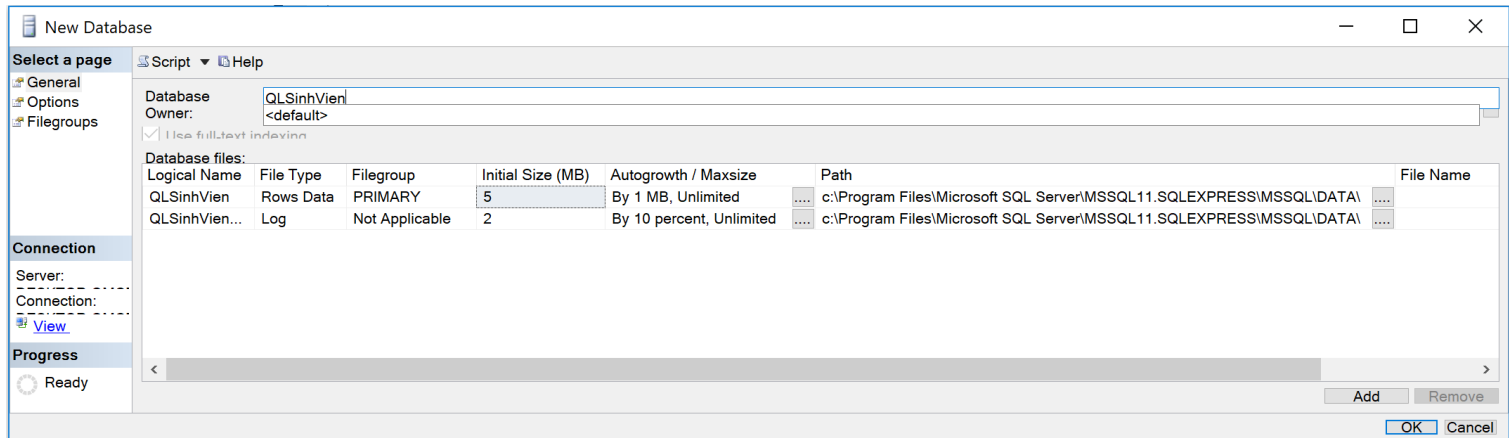 New Database
Select a page
General
Options
Filegroups
Script Help
Database QLSinhVien
Owner: <default>
Use full-text indexing
Database files:
Logical Name File Type Filegroup Initial Size (MB) Autogrowth / Maxsize Path File Name
QLSinhVien Rows Data PRIMARY 5 By 1 MB, Unlimited .... c:\Program Files\Microsoft SQL Server\MSSQL11.SQLEXPRESS\MSSQL\DATA\ ....
QLSinhVien... Log Not Applicable 2 By 10 percent, Unlimited .... c:\Program Files\Microsoft SQL Server\MSSQL11.SQLEXPRESS\MSSQL\DATA\ ....
Connection
Server:
Connection:
View
Progress
Ready
Add Remove
OK Cancel